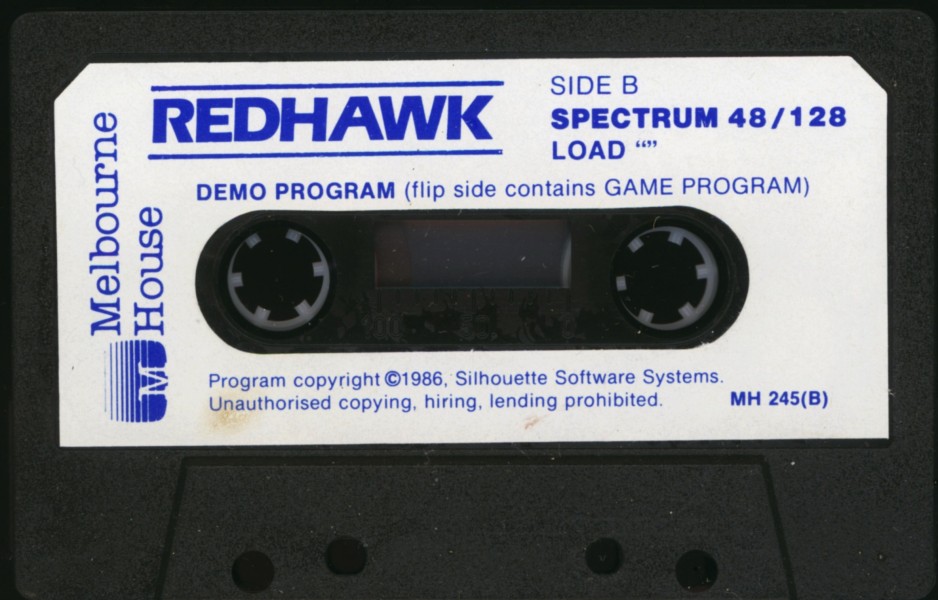 Melbourne
House
M
REDHAWK
SIDE B
SPECTRUM 48/128
LOAD “”
DEMO PROGRAM (flip side contains GAME PROGRAM)
Program copyright ©1986, Silhouette Software Systems.
Unauthorised copying, hiring, lending prohibited.
MH 245(B)